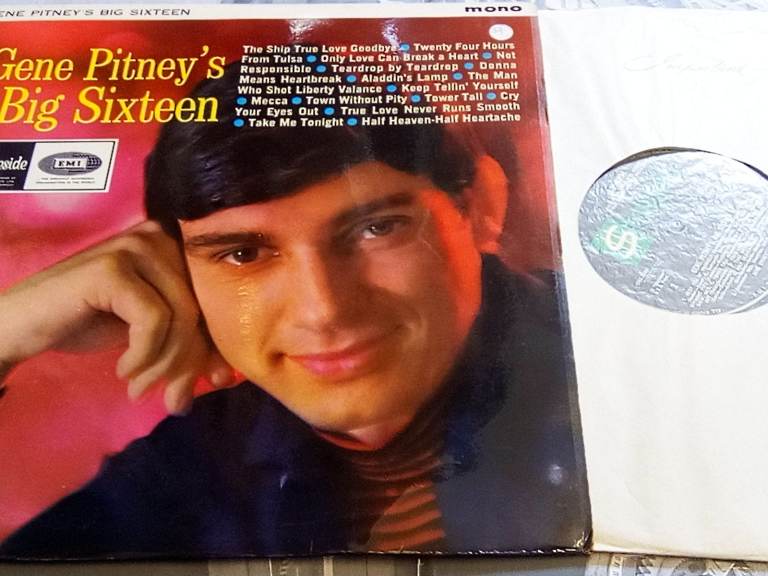 ENE PITNEY'S BIG SIXTEEN
mono
Gene Pitney's
Big Sixteen
The Ship True Love Goodbye • Twenty Four Hours
From Tulsa • Only Love Can Break a Heart • Not
Responsible • Teardrop by Teardrop • Donna
Means Heartbreak • Aladdin's Lamp • The Man
Who Shot Liberty Valance • Keep Tellin' Yourself
• Mecca • Town Without Pity • Tower Tall • Cry
Your Eyes Out • True Love Never Runs Smooth
• Take Me Tonight • Half Heaven-Half Heartache
EMI
S